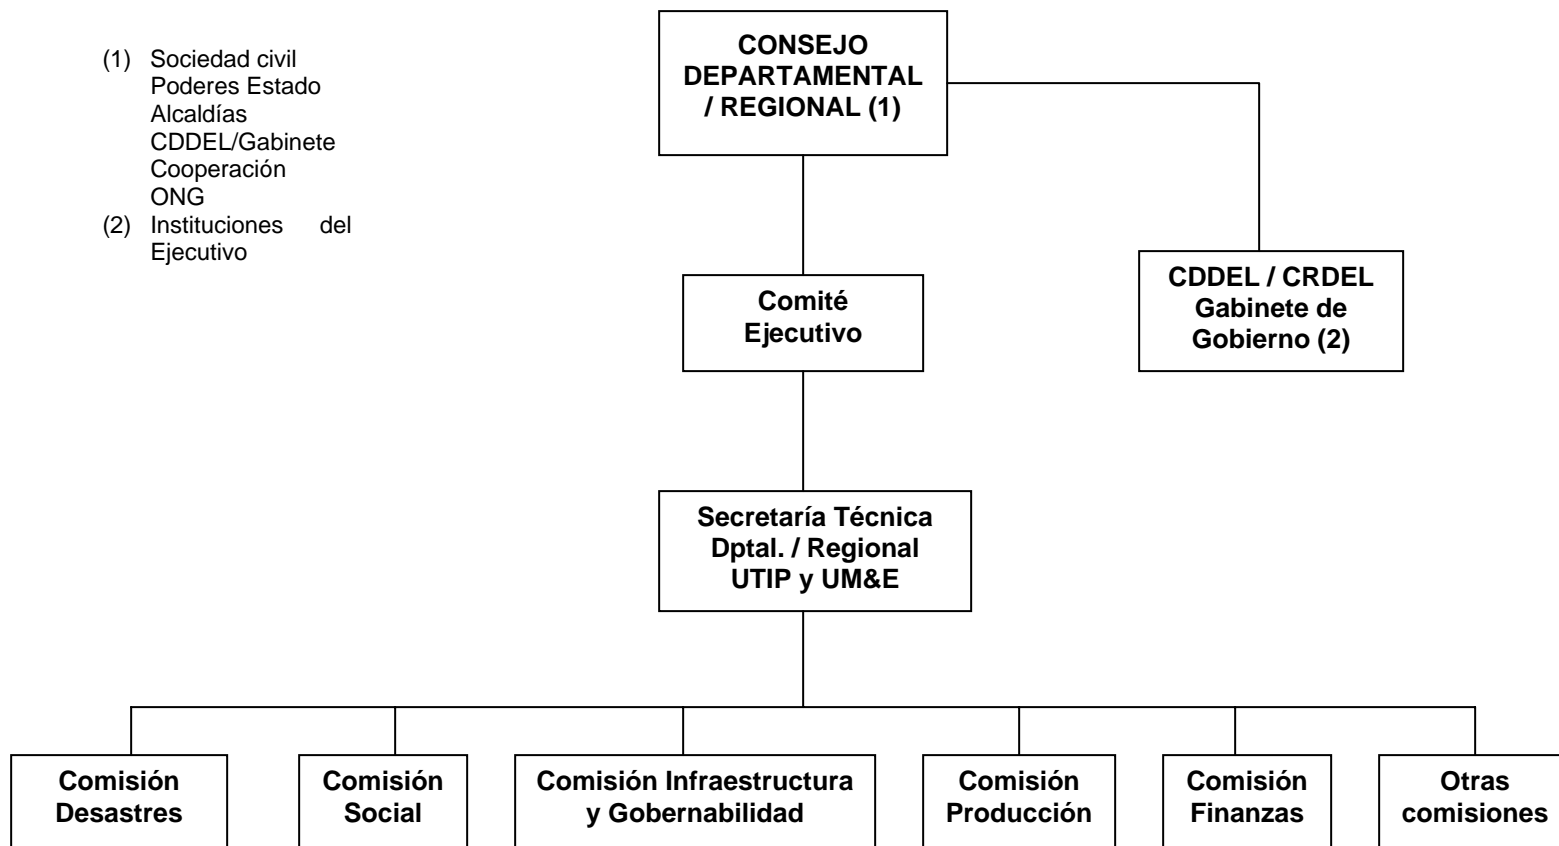 (1) Sociedad civil
Poderes Estado
Alcaldías
CDDEL/Gabinete
Cooperación
ONG
(2) Instituciones del
Ejecutivo
CONSEJO
DEPARTAMENTAL
/ REGIONAL (1)
Comité
Ejecutivo
CDDEL / CRDEL
Gabinete de
Gobierno (2)
Secretaría Técnica
Dptal. / Regional
UTIP y UM&E
Comisión
Desastres
Comisión
Social
Comisión Infraestructura
y Gobernabilidad
Comisión
Producción
Comisión
Finanzas
Otras
comisiones